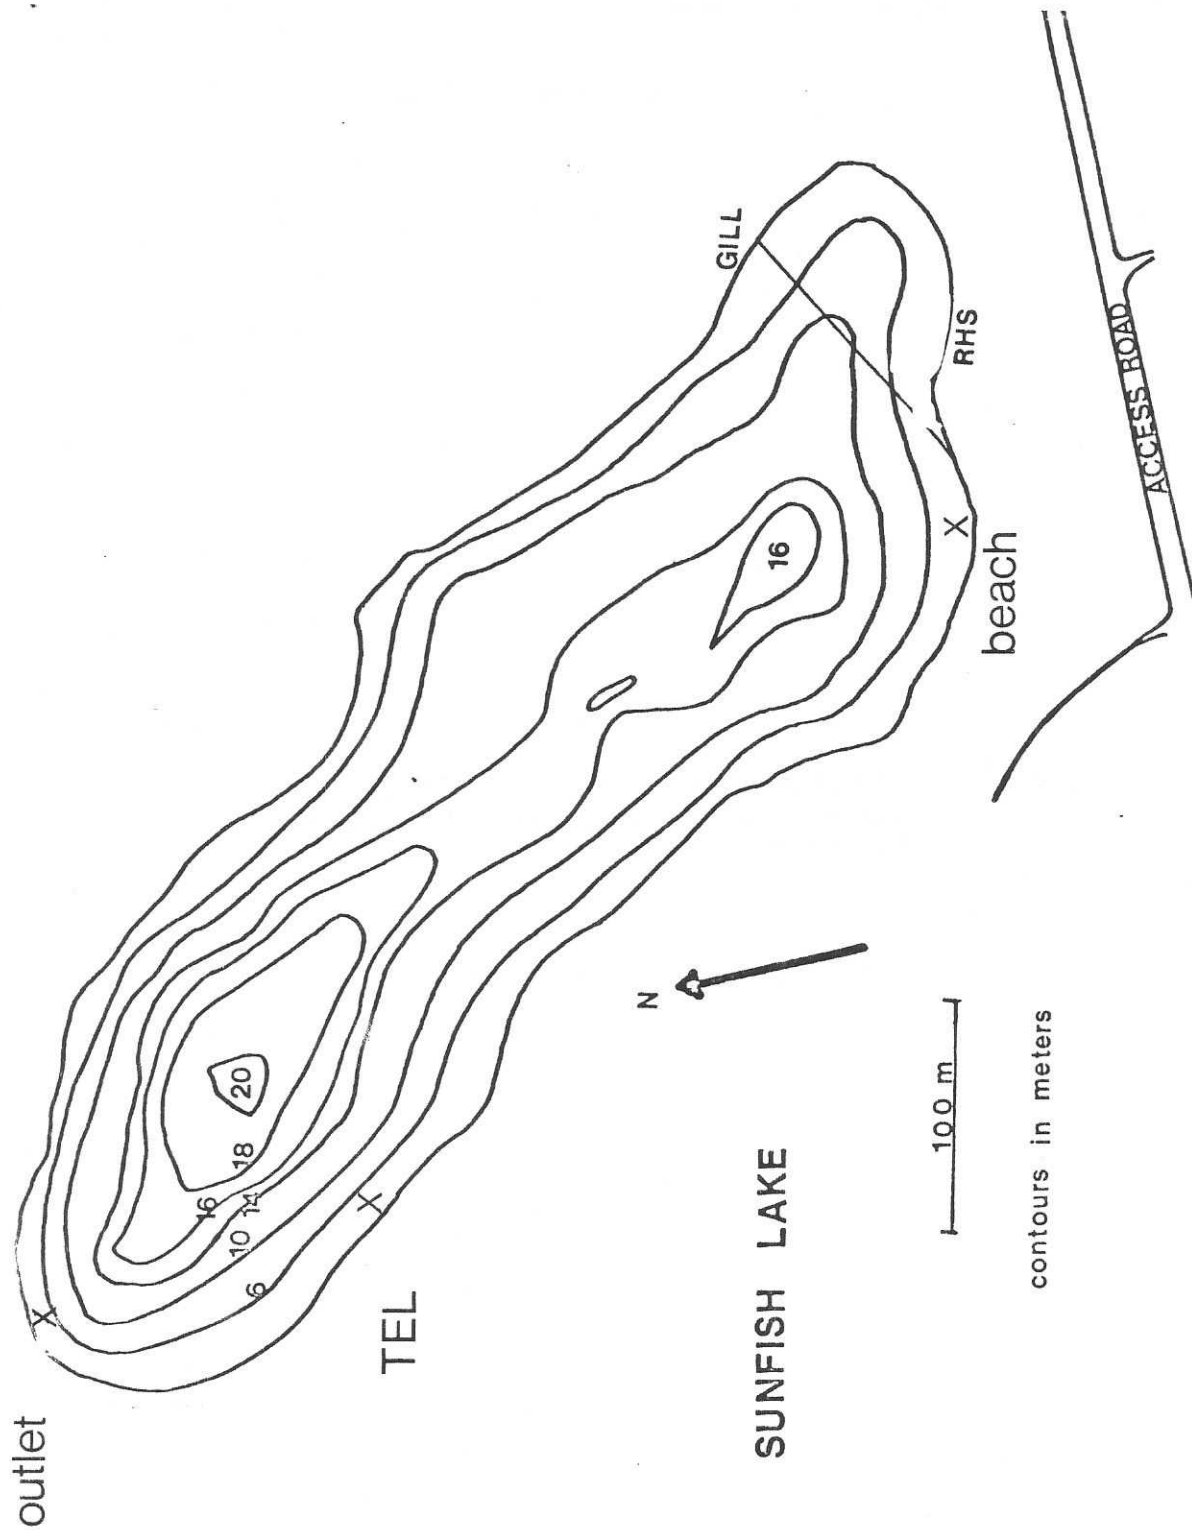 outlet
TEL
GILL
RHS
beach
ACCESS ROAD
16
20
18
16
14
10
6
N
SUNFISH LAKE
100 m
contours in meters